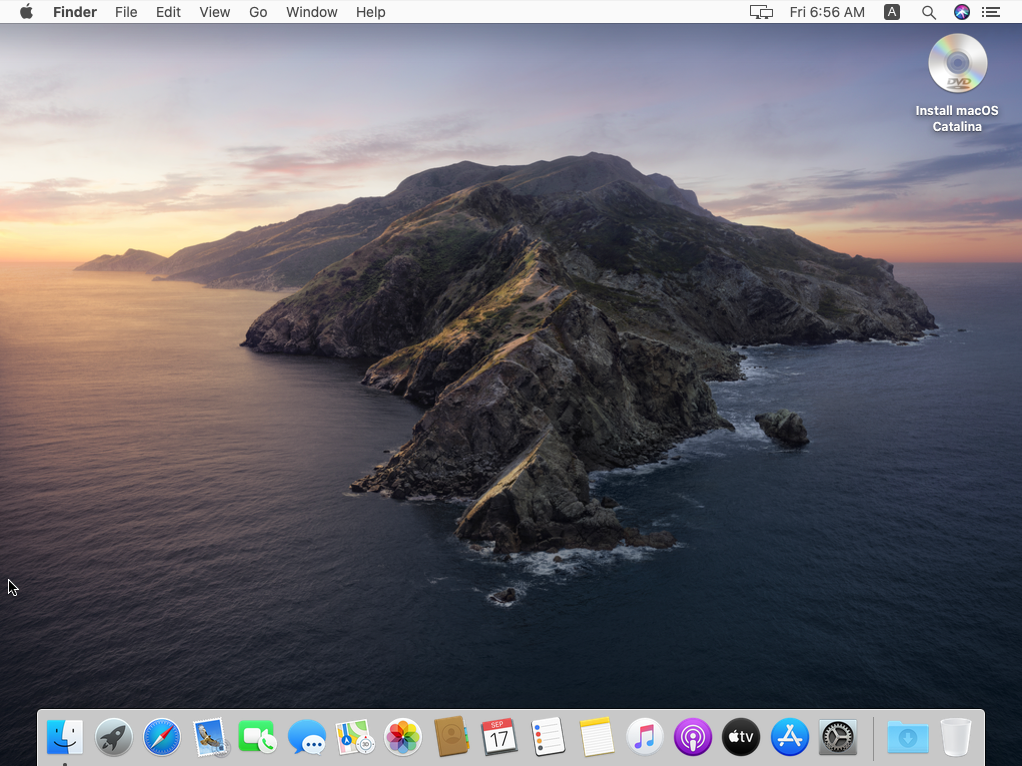 Finder File Edit View Go Window Help Fri 6:56 AM A
DVD
Install macOS
Catalina
SEP
17
tv